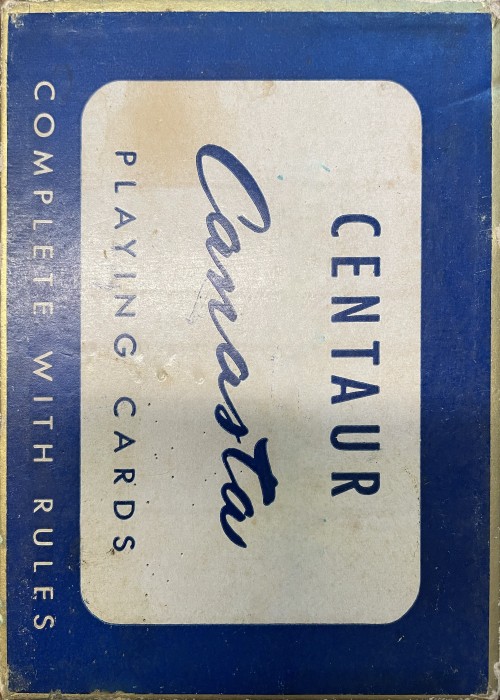 CENTAUR
Canasta
PLAYING CARDS
COMPLETE WITH RULES